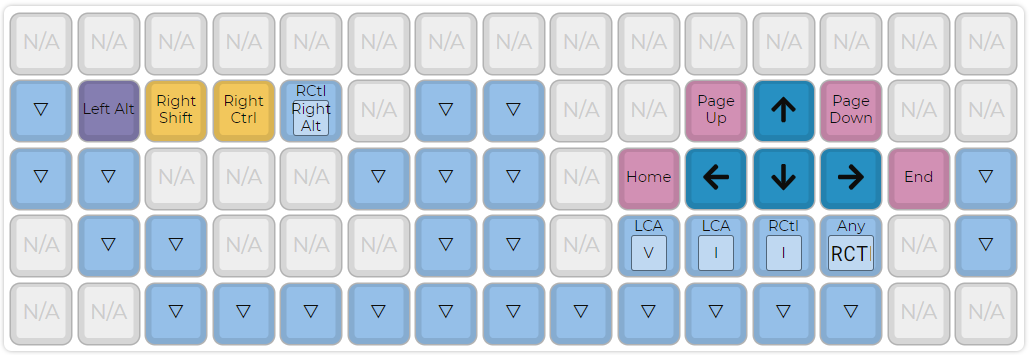 N/A N/A N/A N/A N/A N/A N/A N/A N/A N/A N/A N/A N/A N/A N/A
▽ Left Alt Right Shift Right Ctrl RCtl Right Alt N/A ▽ ▽ N/A N/A Page Up ↑ Page Down N/A N/A
▽ ▽ N/A N/A N/A ▽ ▽ ▽ N/A Home ← ↓ → End ▽
N/A ▽ ▽ N/A N/A N/A ▽ ▽ N/A LCA V LCA I RCtl I Any RCT N/A ▽
N/A N/A ▽ ▽ ▽ ▽ ▽ ▽ ▽ ▽ ▽ ▽ ▽ N/A N/A